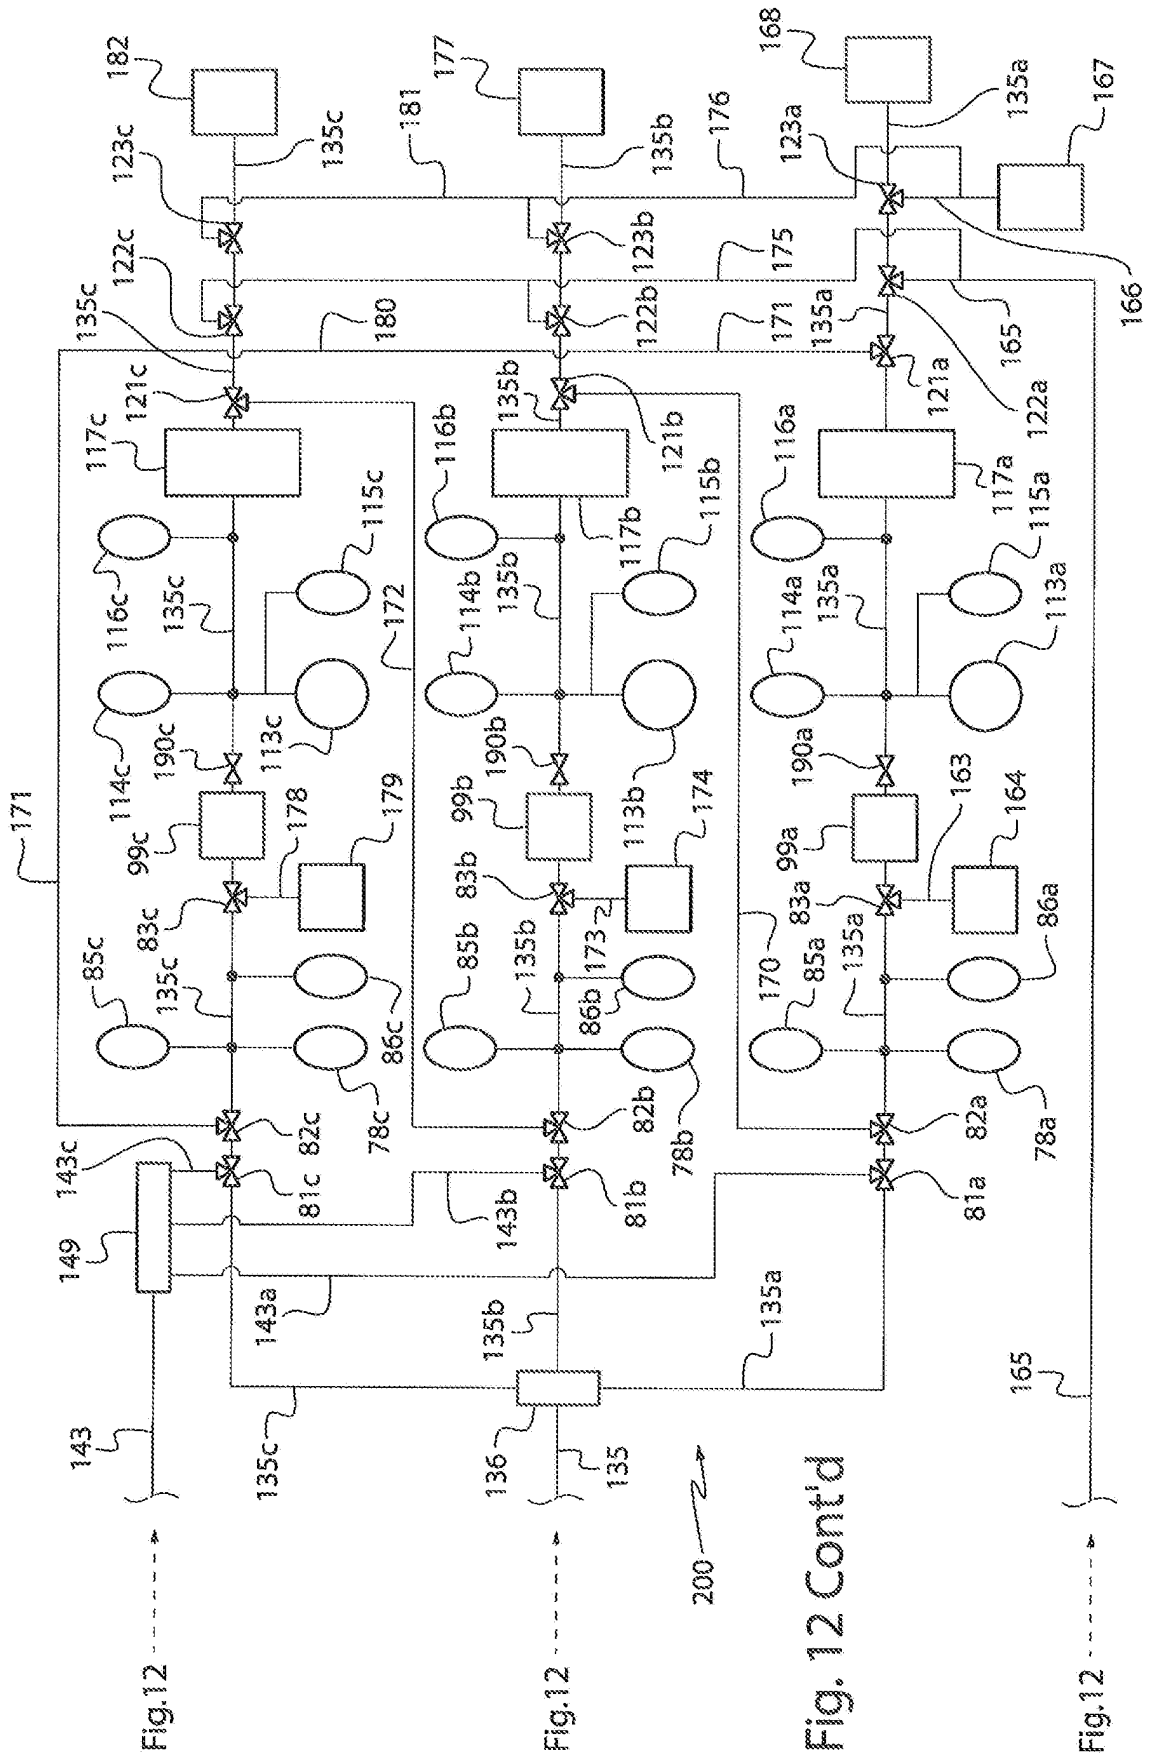 Fig.12
143
149
143c
81c
82c
171
85c
135c
78c
86c
83c
178
179
99c
190c
114c
113c
135c
116c
115c
117c
121c
135c
122c
123c
135c
182
180
181
172
143a
143b
135c
Fig.12
135
136
135b
81b
82b
85b
135b
78b
86b
83b
173
174
99b
190b
114b
113b
135b
116b
115b
117b
135b
121b
122b
123b
135b
177
171
175
176
170
200
135a
81a
82a
85a
135a
78a
86a
83a
163
164
99a
190a
114a
113a
135a
116a
115a
117a
121a
135a
122a
123a
135a
168
165
166
167
Fig. 12 Cont'd
Fig.12
165